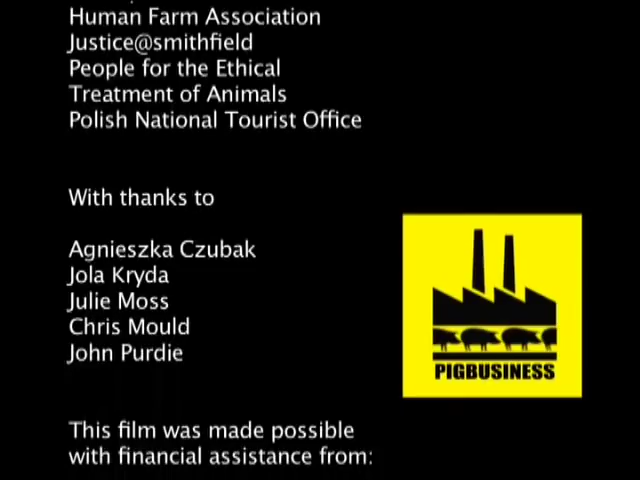 Human Farm Association
Justice@smithfield
People for the Ethical
Treatment of Animals
Polish National Tourist Office
With thanks to
Agnieszka Czubak
Jola Kryda
Julie Moss
Chris Mould
John Purdie
PIGBUSINESS
This film was made possible
with financial assistance from: